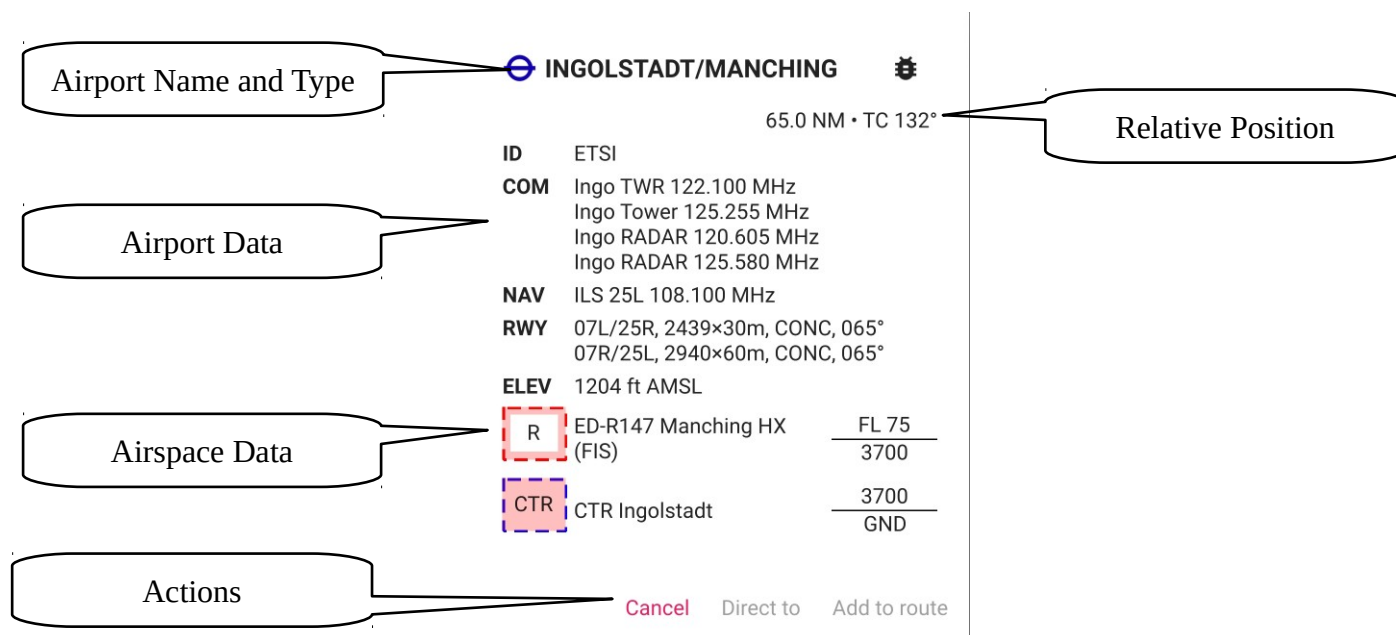 Airport Name and Type
INGOLSTADT/MANCHING
65.0 NM • TC 132°
Relative Position
ID ETSI
COM Ingo TWR 122.100 MHz
Ingo Tower 125.255 MHz
Ingo RADAR 120.605 MHz
Ingo RADAR 125.580 MHz
Airport Data
NAV ILS 25L 108.100 MHz
RWY 07L/25R, 2439×30m, CONC, 065°
07R/25L, 2940×60m, CONC, 065°
ELEV 1204 ft AMSL
Airspace Data
R ED-R147 Manching HX FL 75
(FIS) 3700
CTR CTR Ingolstadt 3700
GND
Actions
Cancel Direct to Add to route